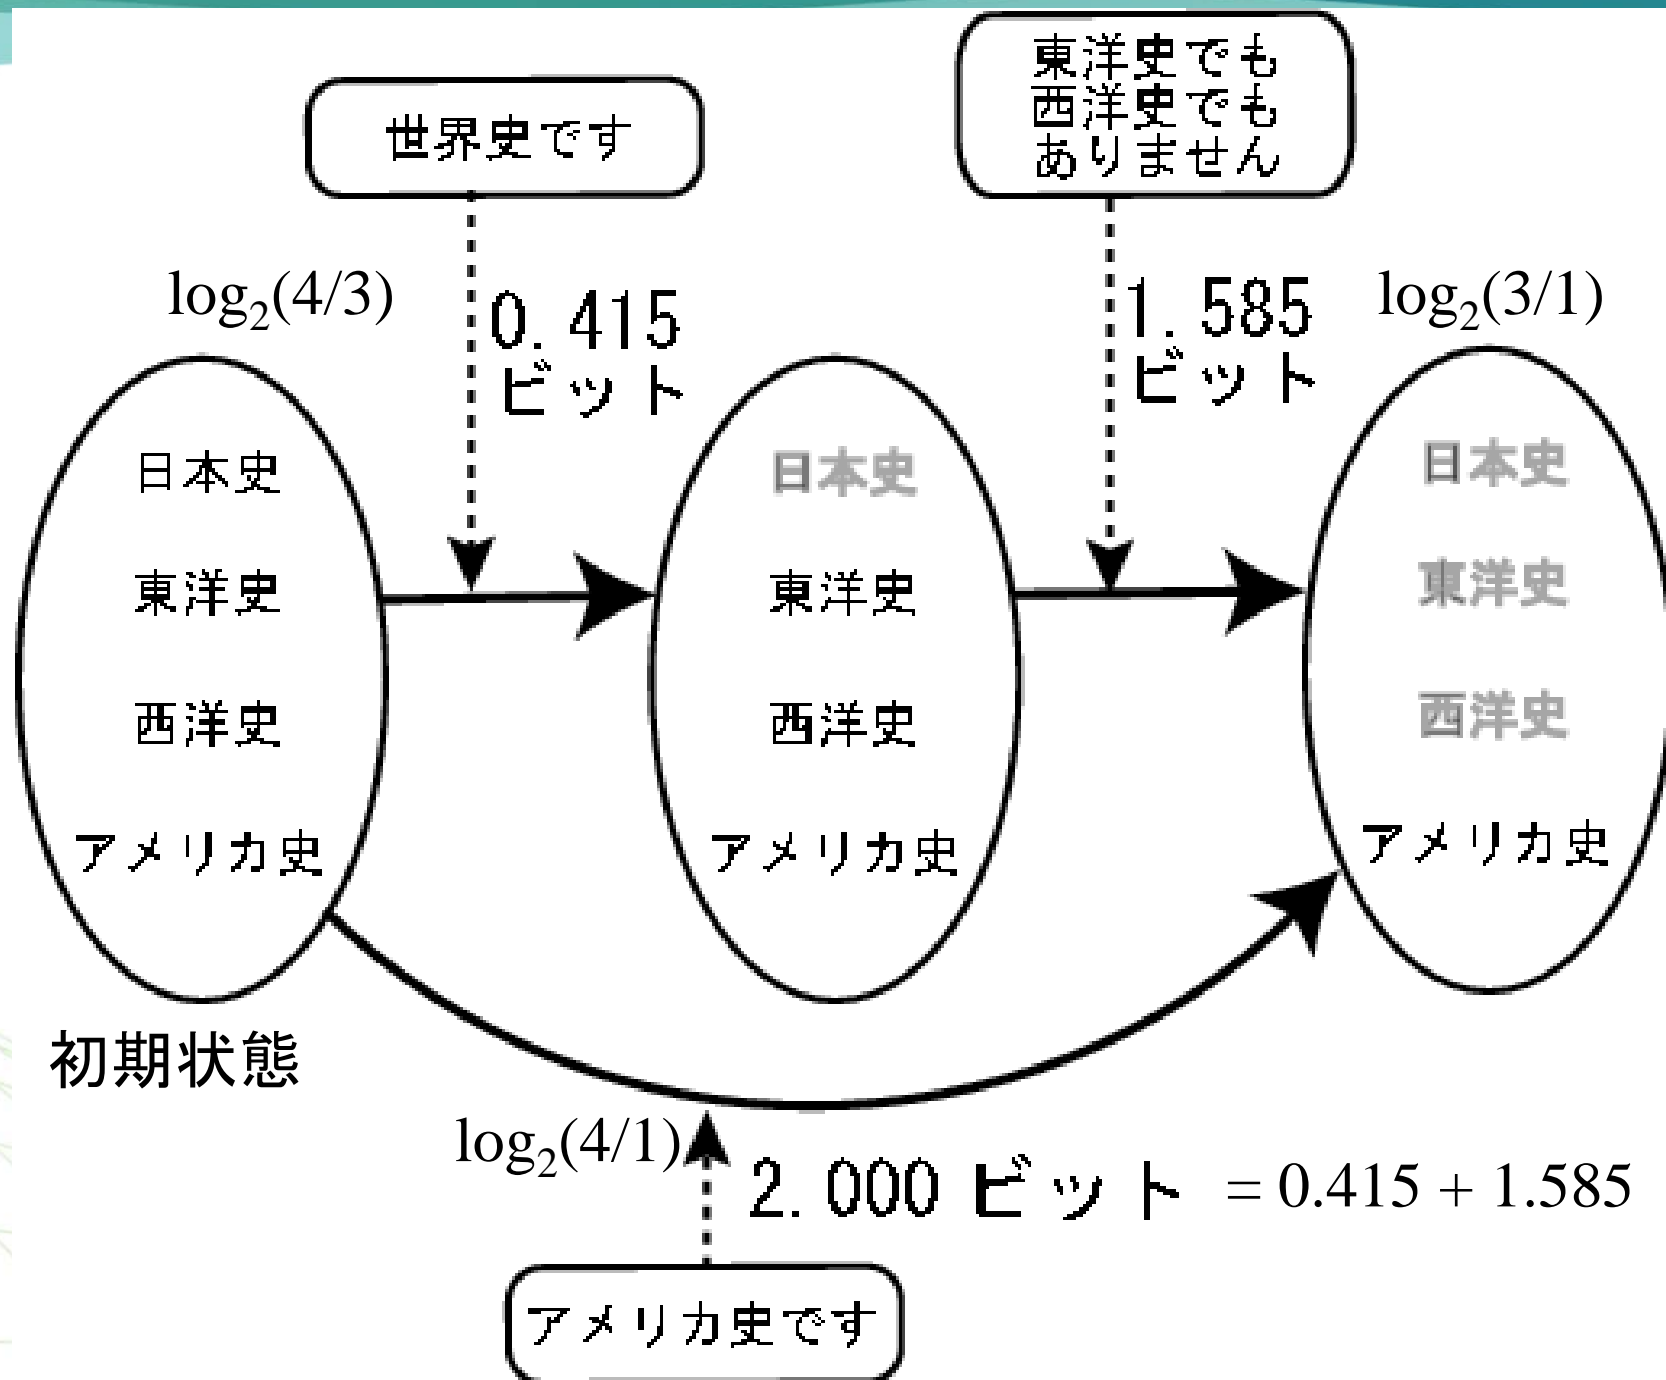 世界史です
東洋史でも
西洋史でも
ありません
log₂(4/3)
0.415
ビット
1.585
ビット
log₂(3/1)
日本史
東洋史
西洋史
アメリカ史
日本史
東洋史
西洋史
アメリカ史
日本史
東洋史
西洋史
アメリカ史
初期状態
log₂(4/1)
2.000 ビット = 0.415 + 1.585
アメリカ史です